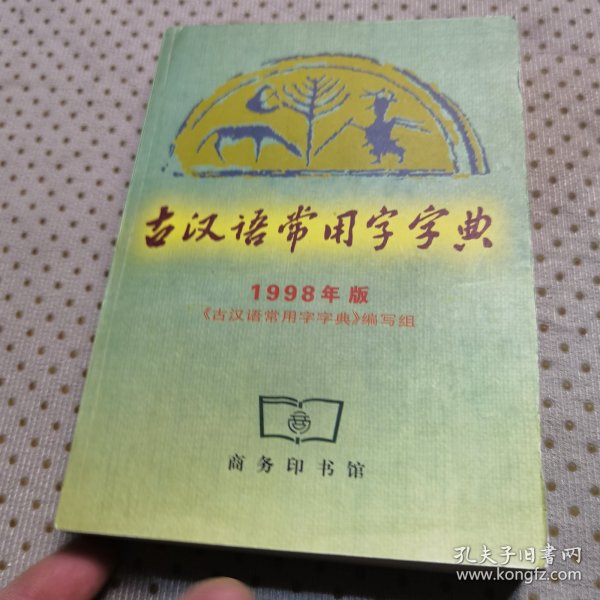 古汉语常用字字典
1998年版
《古汉语常用字字典》编写组
商务印书馆
孔夫子旧书网
www.kongfz.com